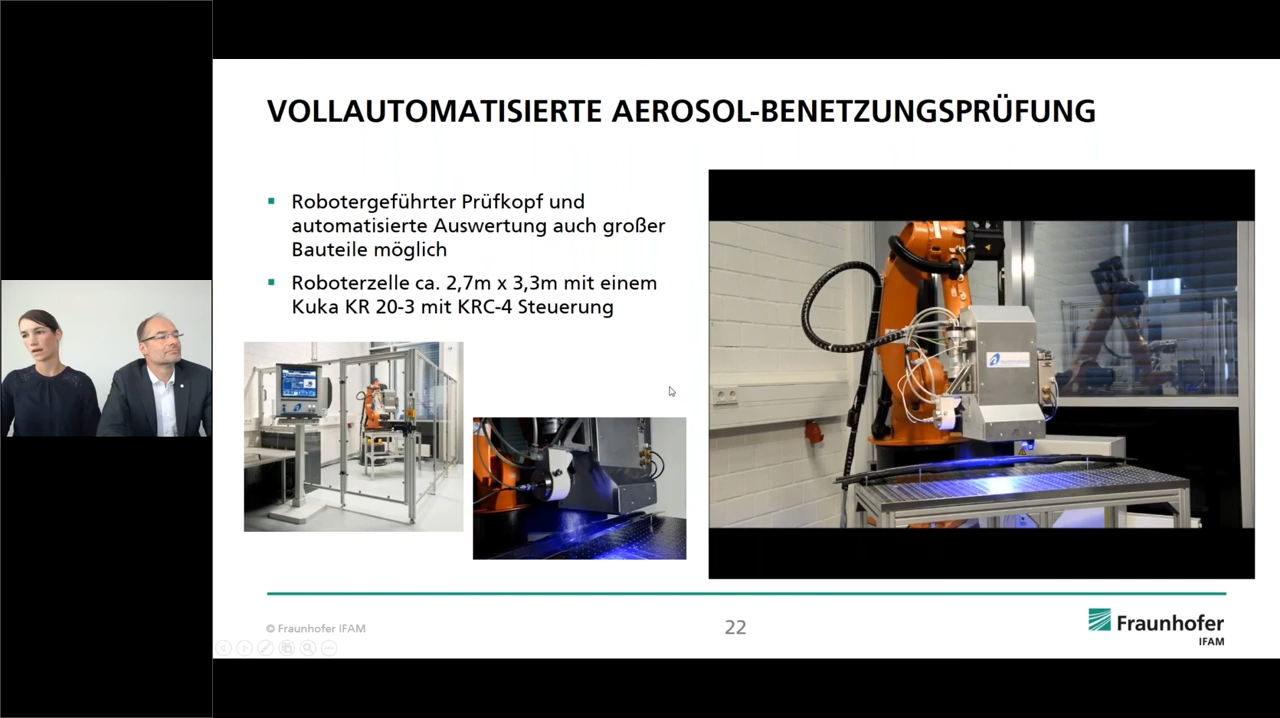 VOLLAUTOMATISIERTE AEROSOL-BENETZUNGSPRÜFUNG
▪ Robotergeführter Prüfkopf und
automatisierte Auswertung auch großer
Bauteile möglich
▪ Roboterzelle ca. 2,7m x 3,3m mit einem
Kuka KR 20-3 mit KRC-4 Steuerung
© Fraunhofer IFAM
22
Fraunhofer
IFAM